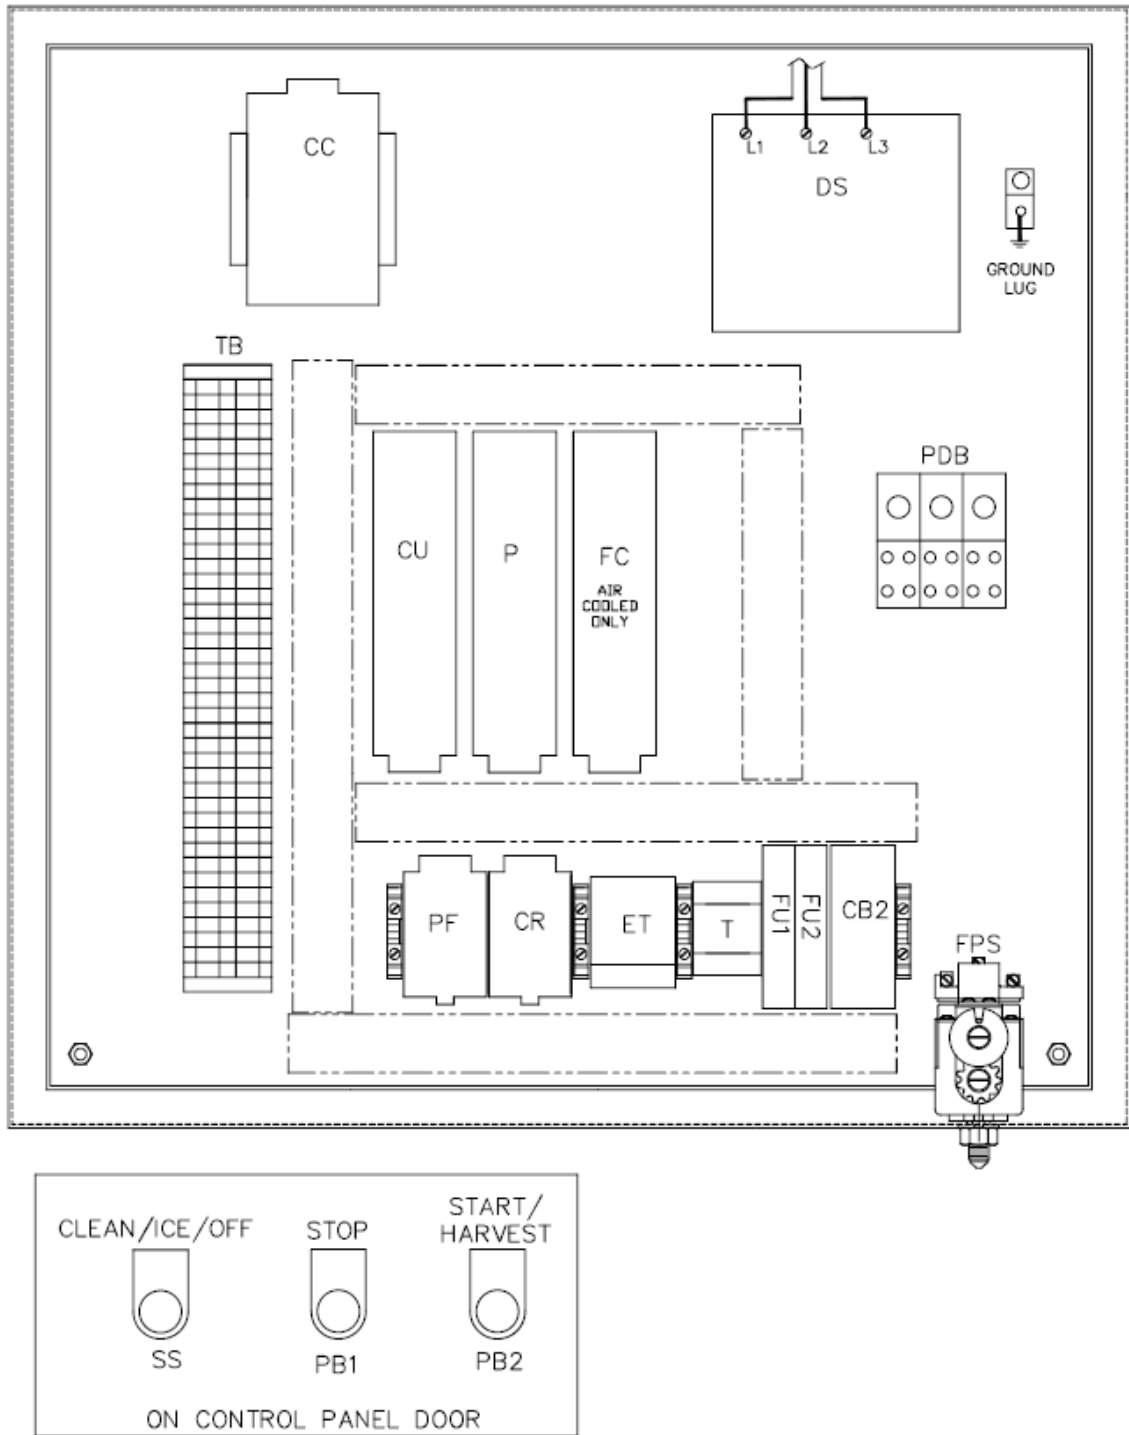 CC
L1 L2 L3
DS
GROUND
LUG
TB
PDB
CU
P
FC
AIR
COOLED
ONLY
PF
CR
ET
T
FU1
FU2
CB2
FPS
CLEAN/ICE/OFF
STOP
START/
HARVEST
SS
PB1
PB2
ON CONTROL PANEL DOOR